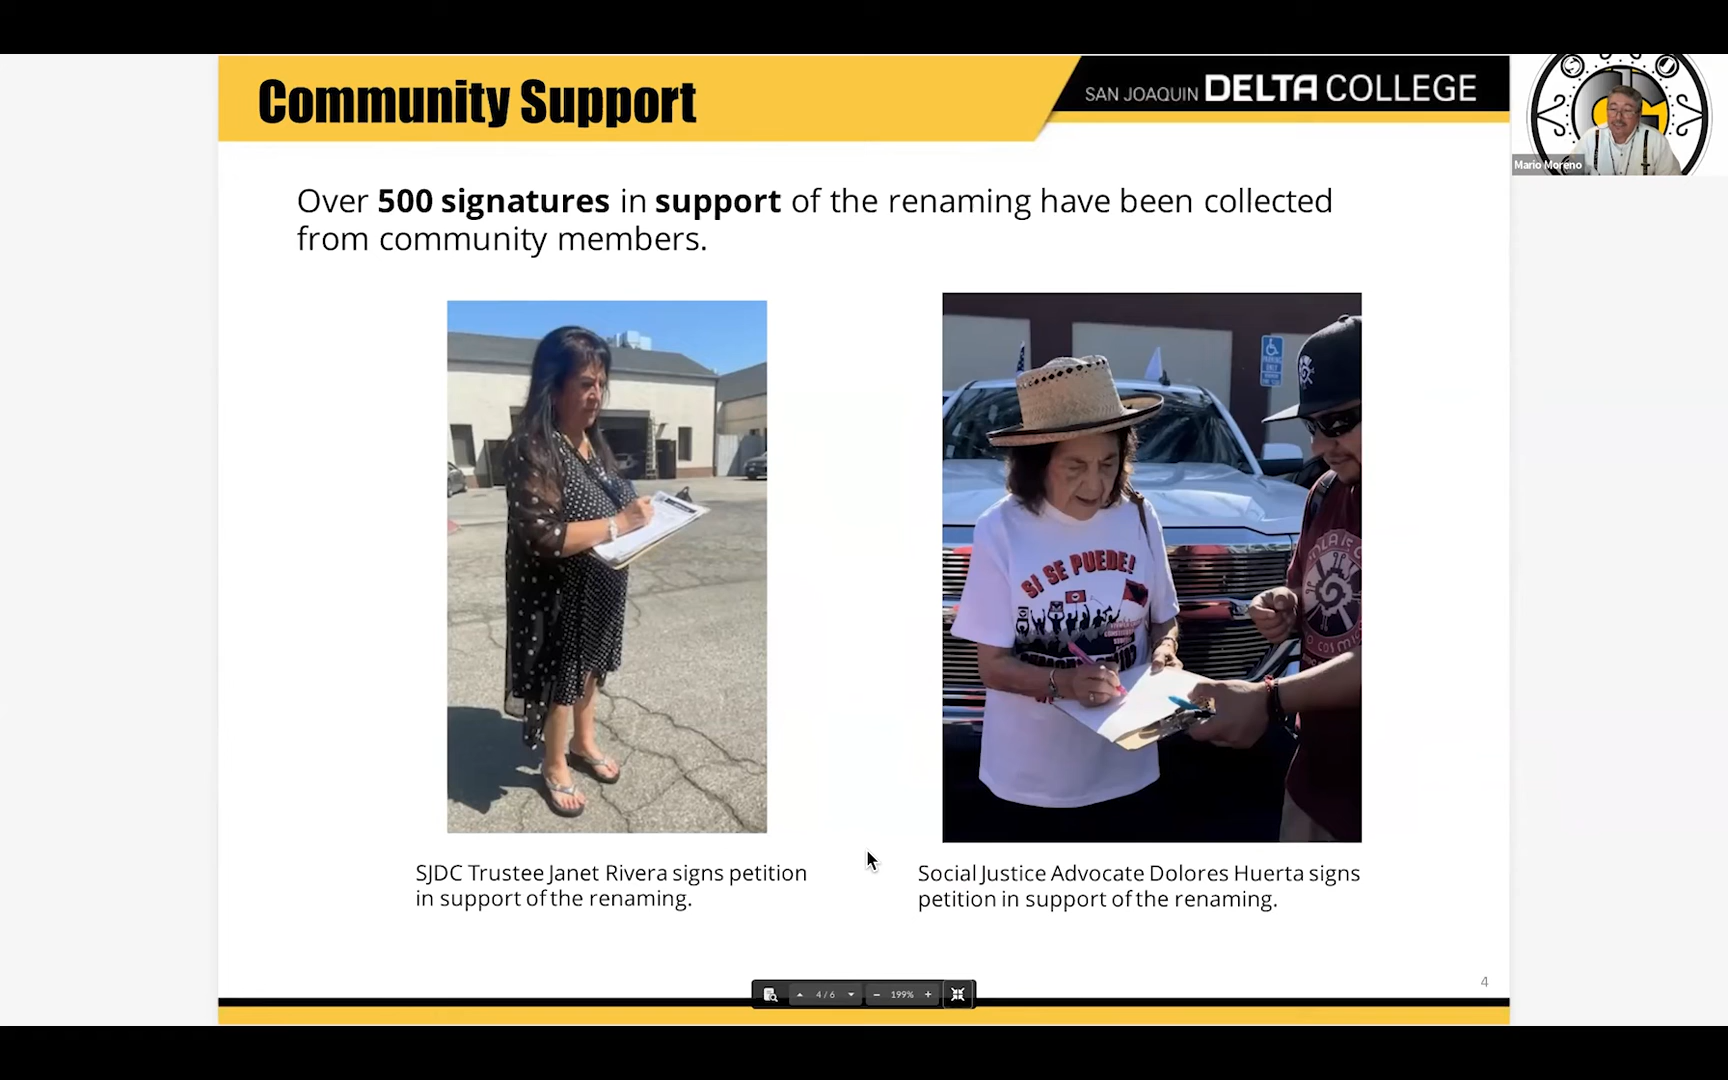 Community Support
SAN JOAQUIN DELTA COLLEGE
Mario Moreno
Over 500 signatures in support of the renaming have been collected
from community members.
SÍ SE PUEDE!
SJDC Trustee Janet Rivera signs petition
in support of the renaming.
Social Justice Advocate Dolores Huerta signs
petition in support of the renaming.
4
4 / 6
199%